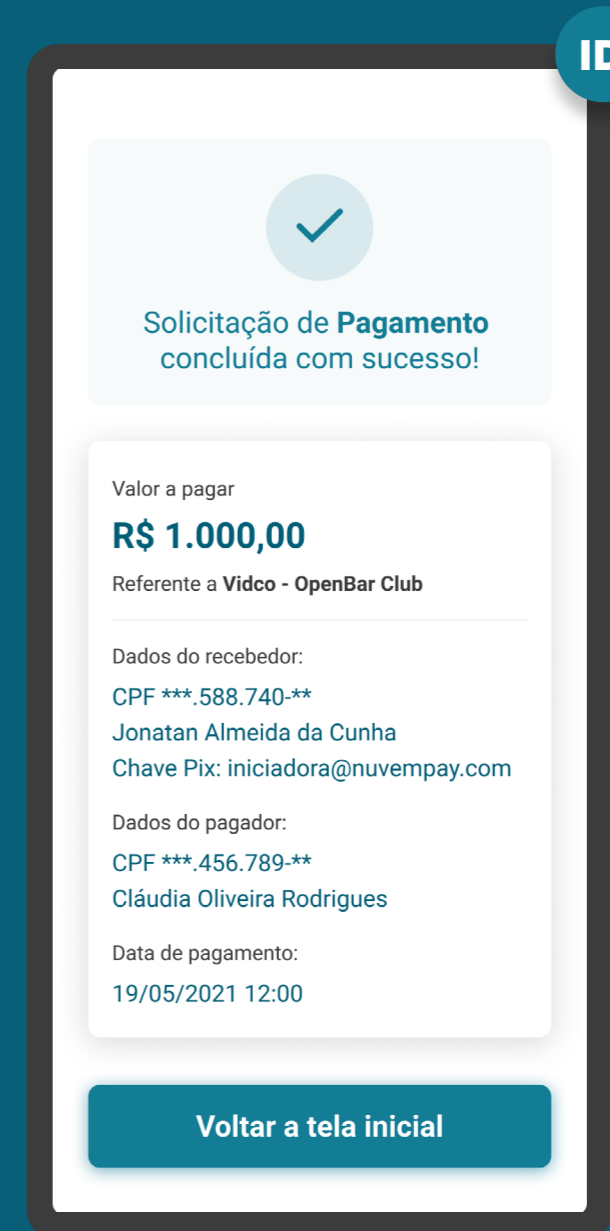 ID
Solicitação de Pagamento
concluída com sucesso!
Valor a pagar
R$ 1.000,00
Referente a Vidco - OpenBar Club
Dados do recebedor:
CPF ***.588.740-**
Jonatan Almeida da Cunha
Chave Pix: iniciadora@nuvempay.com
Dados do pagador:
CPF ***.456.789-**
Cláudia Oliveira Rodrigues
Data de pagamento:
19/05/2021 12:00
Voltar a tela inicial